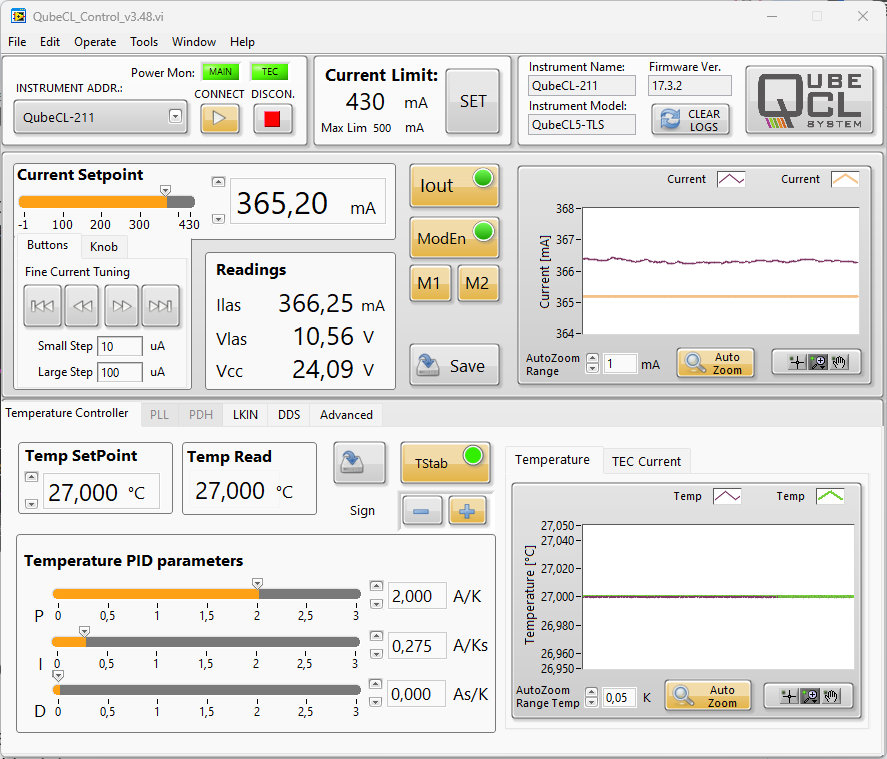 QubeCL_Control_v3.48.vi
File Edit Operate Tools Window Help
Power Mon: MAIN TEC
INSTRUMENT ADDR.: CONNECT DISCON.
QubeCL-211
Current Limit:
430 mA
Max Lim 500 mA
SET
Instrument Name: Firmware Ver.
QubeCL-211 17.3.2
Instrument Model:
QubeCL5-TLS
CLEAR
LOGS
QUBE
CL
SYSTEM
Current Setpoint
365,20 mA
-1 100 200 300 430
Buttons Knob
Fine Current Tuning
Small Step 10 uA
Large Step 100 uA
Readings
Ilas 366,25 mA
Vlas 10,56 V
Vcc 24,09 V
Iout
ModEn
M1 M2
Save
Current Current
Current [mA]
368
367
366
365
364
AutoZoom
Range 1 mA
Auto
Zoom
Temperature Controller PLL PDH LKIN DDS Advanced
Temp SetPoint
27,000 °C
Temp Read
27,000 °C
Sign
TStab
Temperature PID parameters
P 0 0,5 1 1,5 2 2,5 3 2,000 A/K
I 0 0,5 1 1,5 2 2,5 3 0,275 A/Ks
D 0 0,5 1 1,5 2 2,5 3 0,000 As/K
Temperature TEC Current
Temp Temp
Temperature [°C]
27,050
27,040
27,020
27,000
26,980
26,960
26,950
AutoZoom
Range Temp 0,05 K
Auto
Zoom